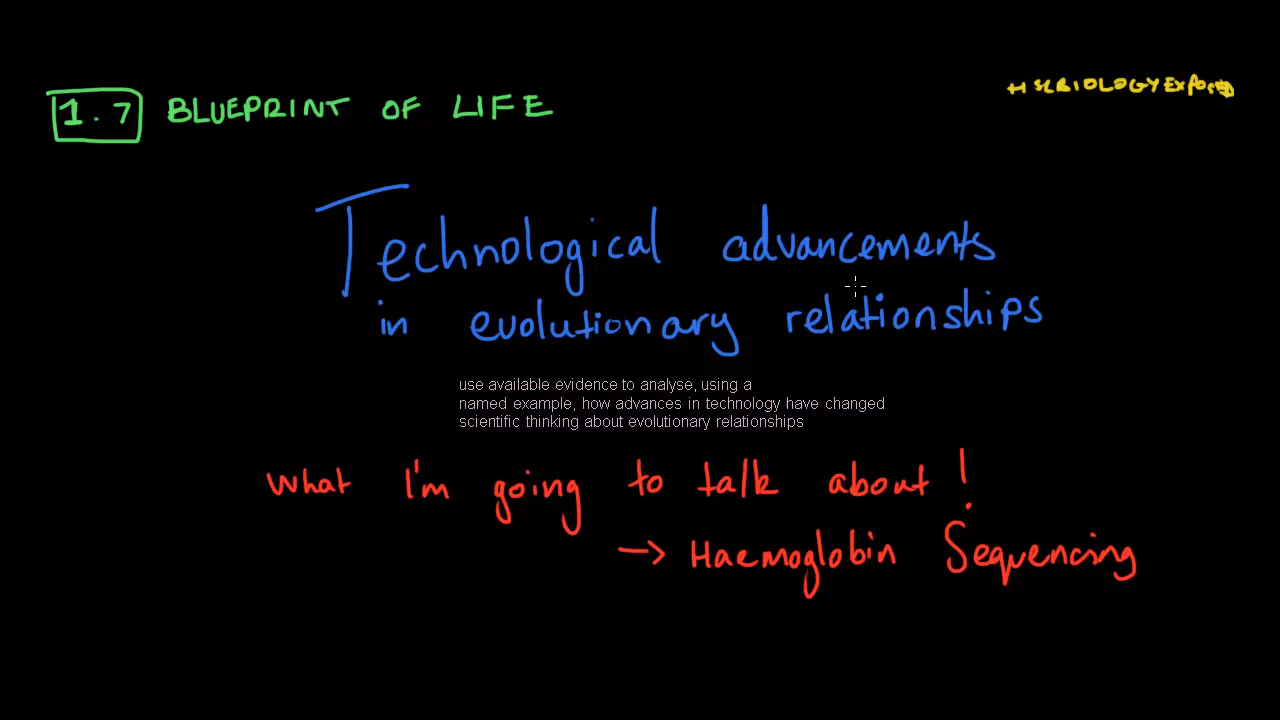 1.7 BLUEPRINT OF LIFE
HSCBIOLOGYEXPOSED
Technological advancements
in evolutionary relationships
use available evidence to analyse, using a
named example, how advances in technology have changed
scientific thinking about evolutionary relationships
What I'm going to talk about!
→ Haemoglobin Sequencing